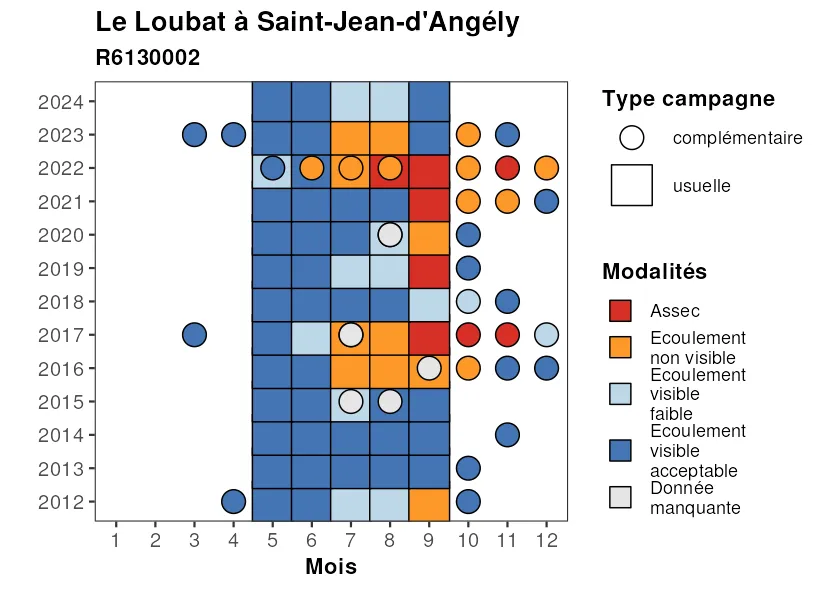 Le Loubat à Saint-Jean-d'Angély
R6130002
2024
2023
2022
2021
2020
2019
2018
2017
2016
2015
2014
2013
2012
1 2 3 4 5 6 7 8 9 10 11 12
Mois
Type campagne
complémentaire
usuelle
Modalités
Assec
Ecoulement
non visible
Ecoulement
visible
faible
Ecoulement
visible
acceptable
Donnée
manquante